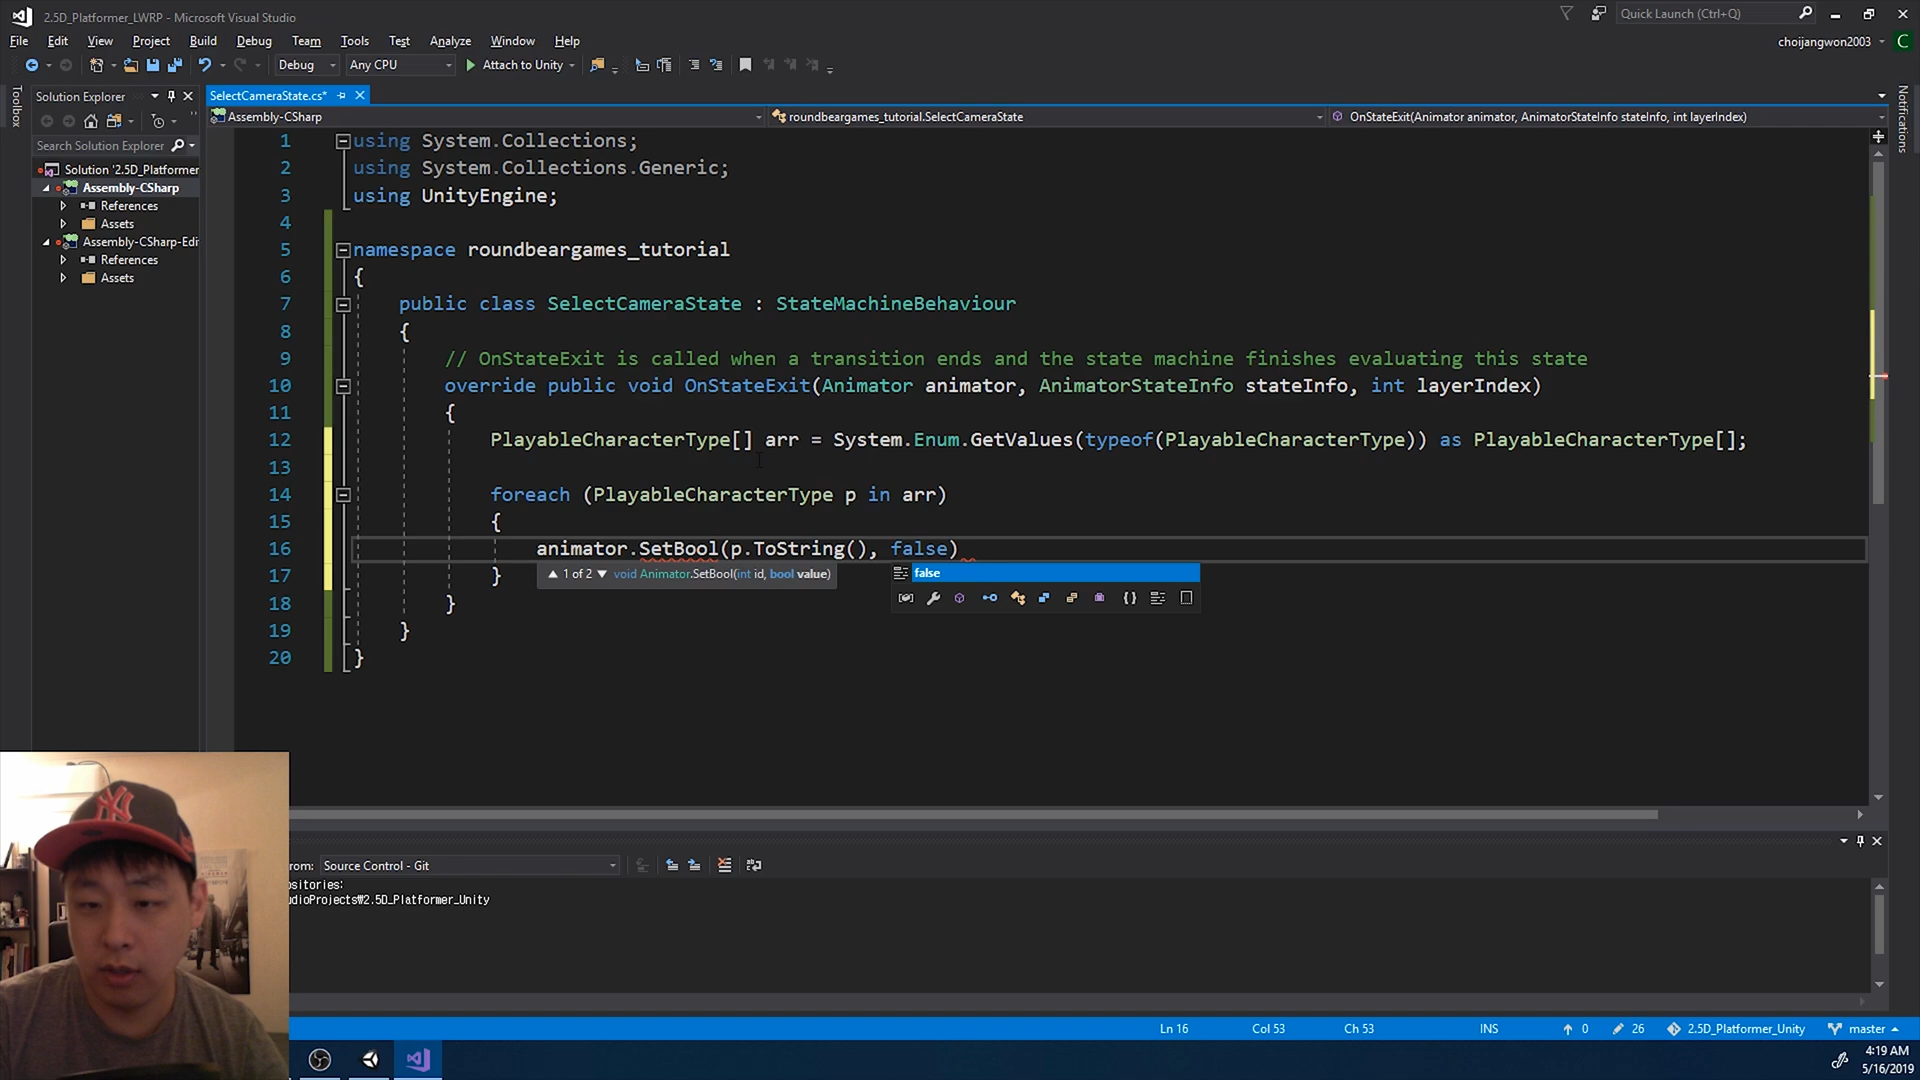 2.5D_Platformer_LWRP - Microsoft Visual Studio
Quick Launch (Ctrl+Q)
File Edit View Project Build Debug Team Tools Test Analyze Window Help
choijangwon2003 C
Debug Any CPU Attach to Unity
Toolbox
Notifications
Solution Explorer
Search Solution Explorer
Solution '2.5D_Platformer
Assembly-CSharp
References
Assets
Assembly-CSharp-Edi
References
Assets
SelectCameraState.cs*
Assembly-CSharp roundbeargames_tutorial.SelectCameraState OnStateExit(Animator animator, AnimatorStateInfo stateInfo, int layerIndex)
1 using System.Collections;
2 using System.Collections.Generic;
3 using UnityEngine;
4
5 namespace roundbeargames_tutorial
6 {
7 public class SelectCameraState : StateMachineBehaviour
8 {
9 // OnStateExit is called when a transition ends and the state machine finishes evaluating this state
10 override public void OnStateExit(Animator animator, AnimatorStateInfo stateInfo, int layerIndex)
11 {
12 PlayableCharacterType[] arr = System.Enum.GetValues(typeof(PlayableCharacterType)) as PlayableCharacterType[];
13
14 foreach (PlayableCharacterType p in arr)
15 {
16 animator.SetBool(p.ToString(), false)
17 }
1 of 2 void Animator.SetBool(int id, bool value)
false
18 }
19 }
20 }
rom: Source Control - Git
ositories:
udioProjects₩2.5D_Platformer_Unity
Ln 16 Col 53 Ch 53 INS 0 26 2.5D_Platformer_Unity master
4:19 AM
5/16/2019